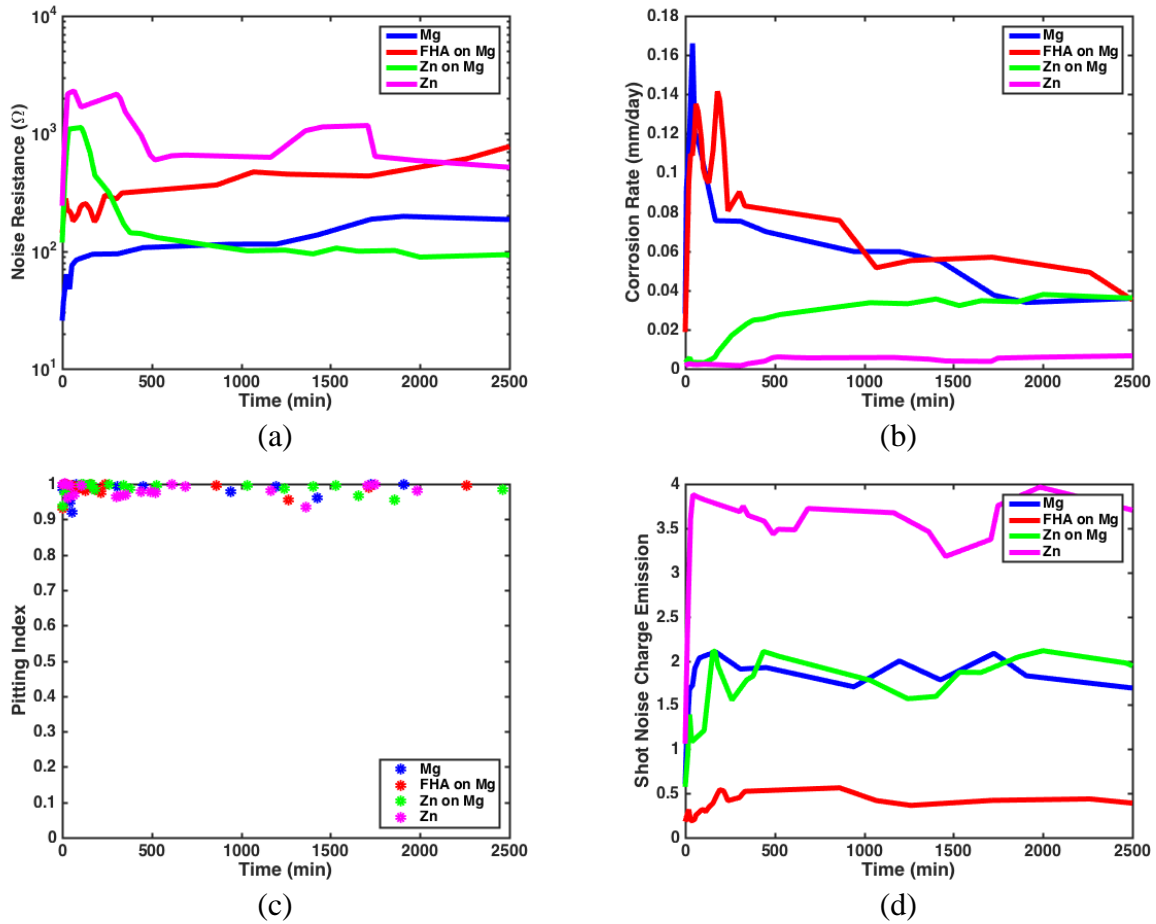 10^4
10^3
10^2
10^1
Noise Resistance (Ω)
Mg
FHA on Mg
Zn on Mg
Zn
0 500 1000 1500 2000 2500
Time (min)
(a)
0.18
0.16
0.14
0.12
0.1
0.08
0.06
0.04
0.02
0
Corrosion Rate (mm/day)
Mg
FHA on Mg
Zn on Mg
Zn
0 500 1000 1500 2000 2500
Time (min)
(b)
1
0.9
0.8
0.7
0.6
0.5
0.4
0.3
0.2
0.1
0
Pitting Index
Mg
FHA on Mg
Zn on Mg
Zn
0 500 1000 1500 2000 2500
Time (min)
(c)
4
3.5
3
2.5
2
1.5
1
0.5
0
Shot Noise Charge Emission
Mg
FHA on Mg
Zn on Mg
Zn
0 500 1000 1500 2000 2500
Time (min)
(d)